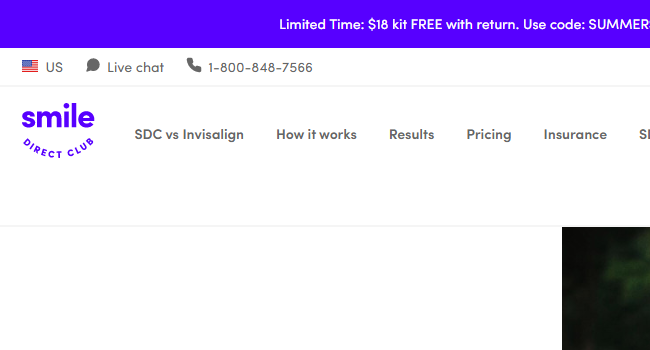 Limited Time: $18 kit FREE with return. Use code: SUMMER
US Live chat 1-800-848-7566
smile
DIRECT CLUB
SDC vs Invisalign How it works Results Pricing Insurance